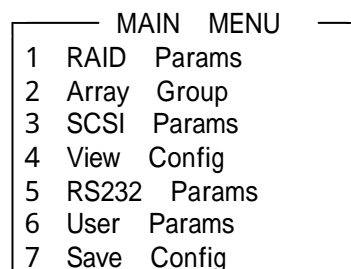 MAIN MENU
1 RAID Params
2 Array Group
3 SCSI Params
4 View Config
5 RS232 Params
6 User Params
7 Save Config